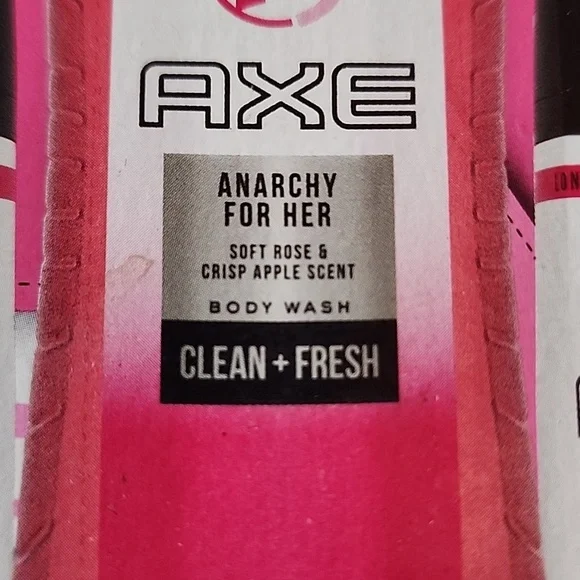 AXE
ANARCHY
FOR HER
SOFT ROSE &
CRISP APPLE SCENT
BODY WASH
CLEAN + FRESH